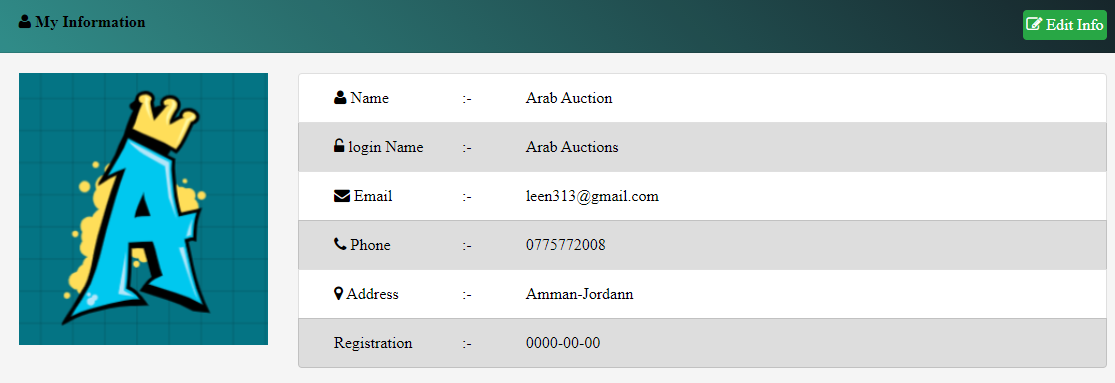 My Information
Edit Info
Name :- Arab Auction
login Name :- Arab Auctions
Email :- leen313@gmail.com
Phone :- 0775772008
Address :- Amman-Jordann
Registration :- 0000-00-00
A